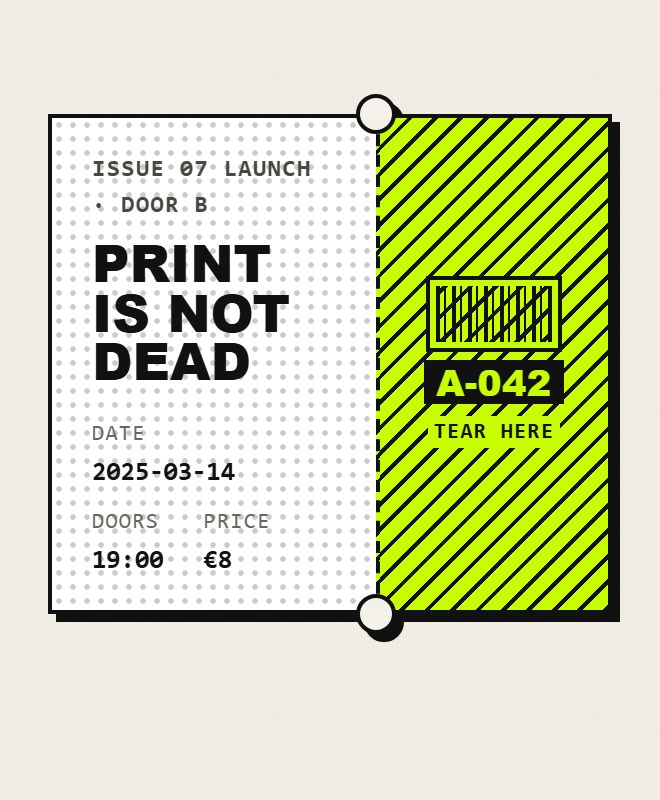 ISSUE 07 LAUNCH
· DOOR B
PRINT
IS NOT
DEAD
DATE
2025-03-14
DOORS PRICE
19:00 €8
A-042
TEAR HERE